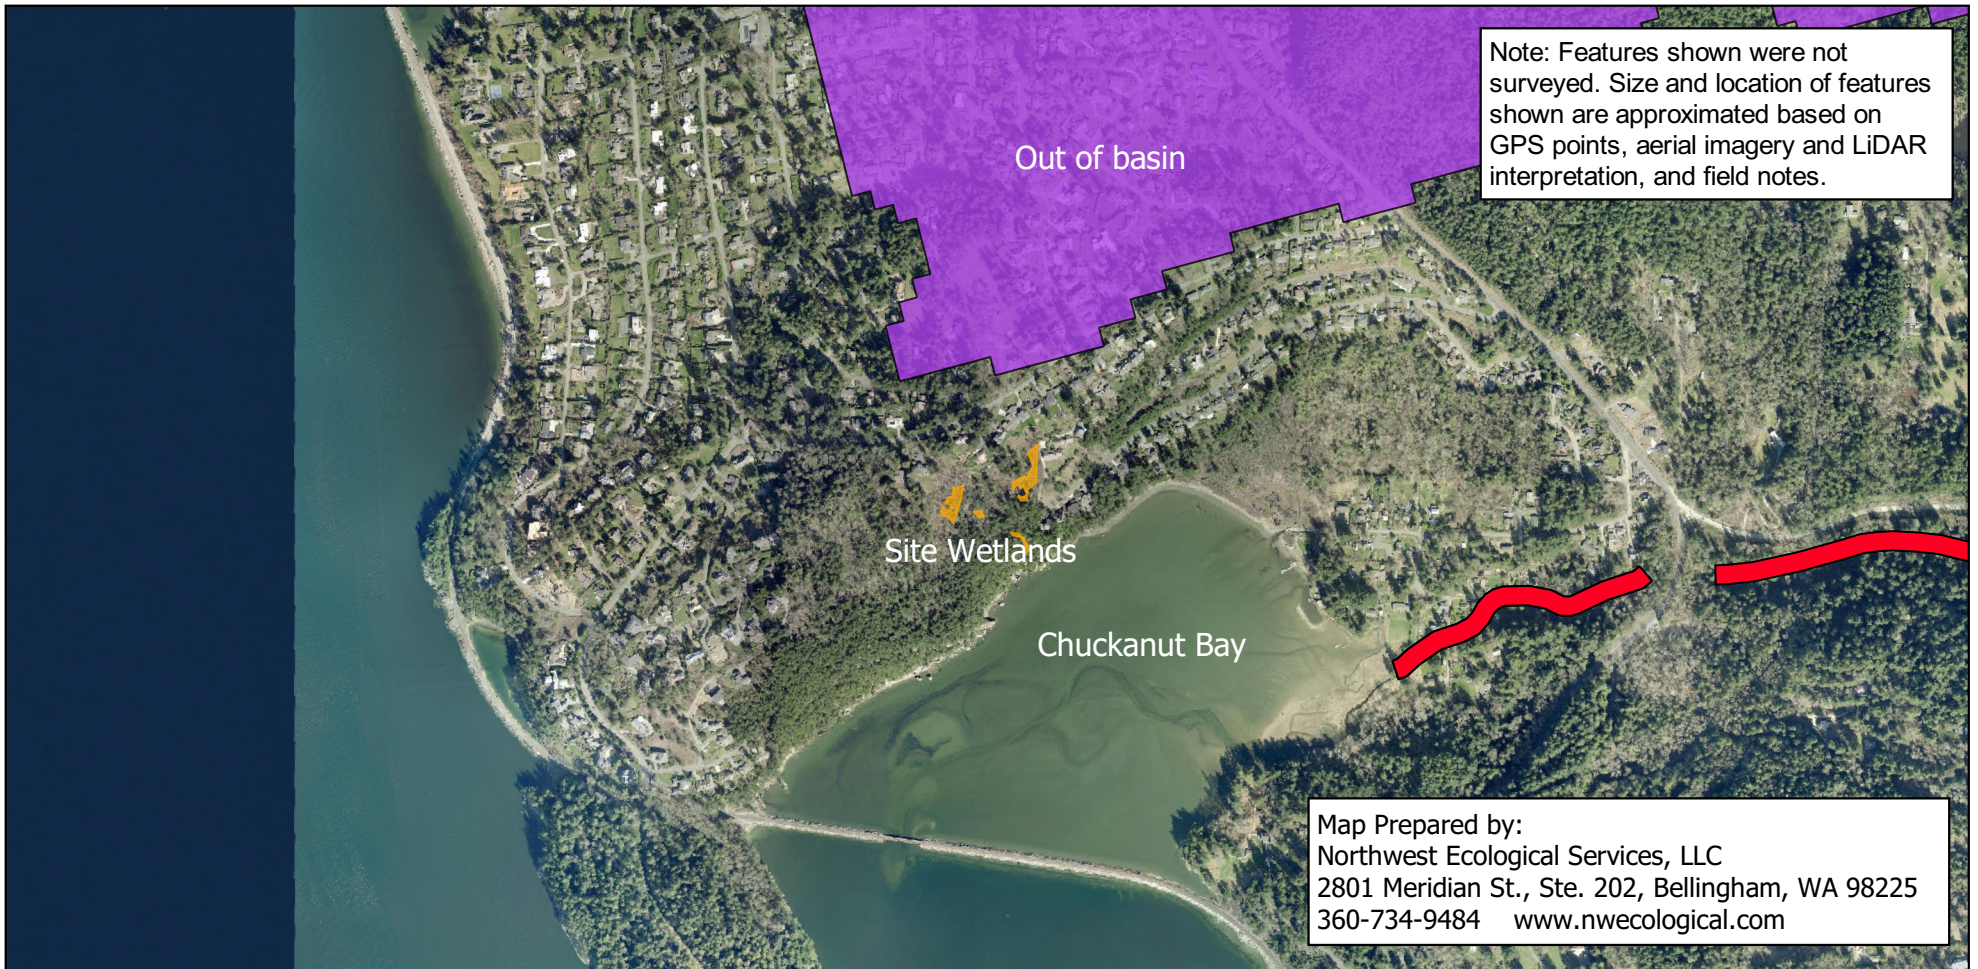 Note: Features shown were not
surveyed. Size and location of features
shown are approximated based on
GPS points, aerial imagery and LiDAR
interpretation, and field notes.
Out of basin
Site Wetlands
Chuckanut Bay
Map Prepared by:
Northwest Ecological Services, LLC
2801 Meridian St., Ste. 202, Bellingham, WA 98225
360-734-9484 www.nwecological.com